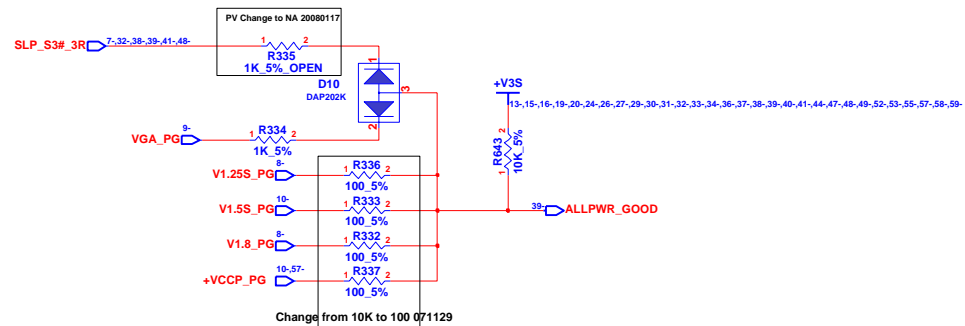 PV Change to NA 20080117
SLP_S3#_3R
7-,32-,38-,39-,41-,48-
1
2
R335
1K_5%_OPEN
D10
DAP202K
1
3
2
+V3S
13-,15-,16-,19-,20-,24-,26-,27-,29-,30-,31-,32-,33-,34-,36-,37-,38-,39-,40-,41-,44-,47-,48-,49-,52-,53-,55-,57-,58-,59-
VGA_PG
9-
1
R334
2
1K_5%
2
R643
10K_5%
1
V1.25S_PG
8-
1
R336
2
100_5%
V1.5S_PG
10-
1
R333
2
100_5%
39-
ALLPWR_GOOD
V1.8_PG
8-
1
R332
2
100_5%
+VCCP_PG
10-,57-
1
R337
2
100_5%
Change from 10K to 100 071129